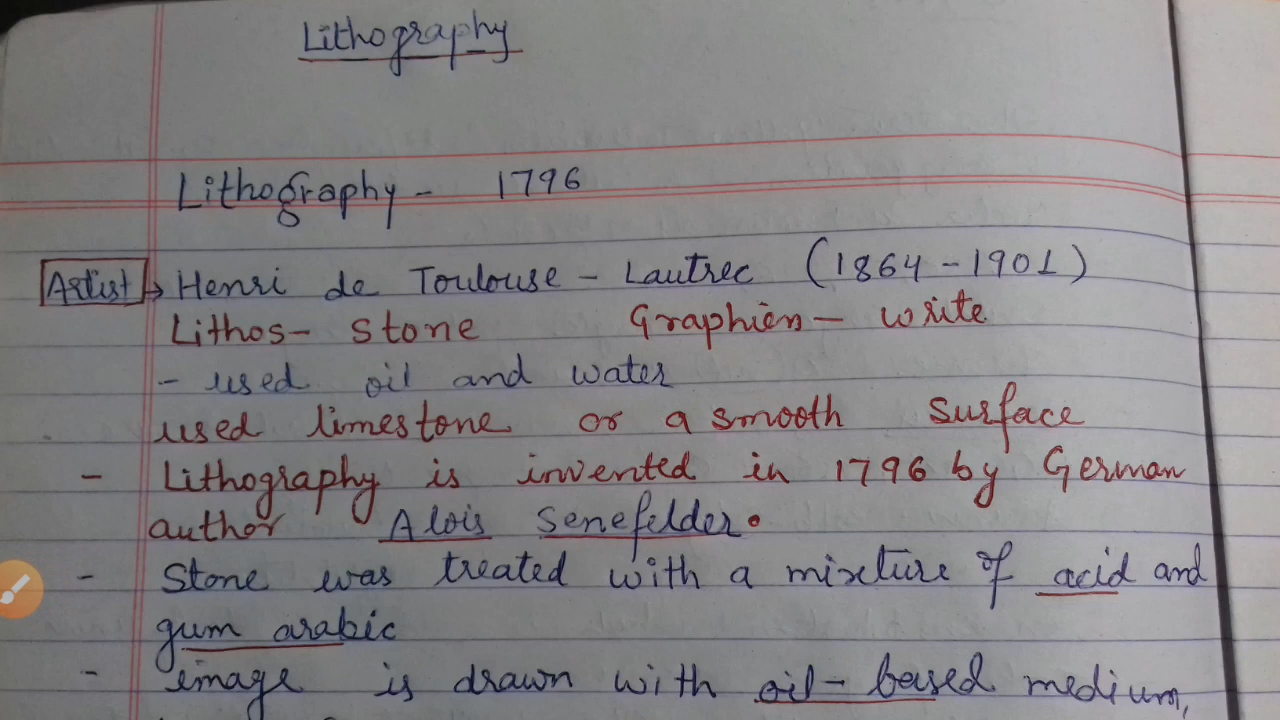 Lithography
Lithography - 1796
Artist → Henri de Toulouse - Lautrec (1864 - 1901)
Lithos - stone Graphien - write
- used oil and water
used limestone or a smooth surface
- Lithography is invented in 1796 by German
author Alois Senefelder.
- Stone was treated with a mixture of acid and
gum arabic
- image is drawn with oil - based medium,